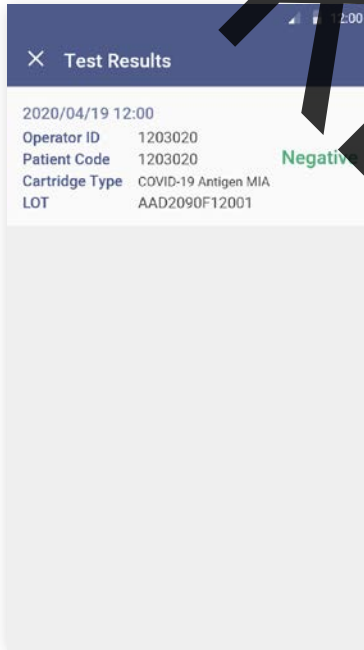 12:00
× Test Results
2020/04/19 12:00
Operator ID 1203020
Patient Code 1203020
Negative
Cartridge Type COVID-19 Antigen MIA
LOT AAD2090F12001